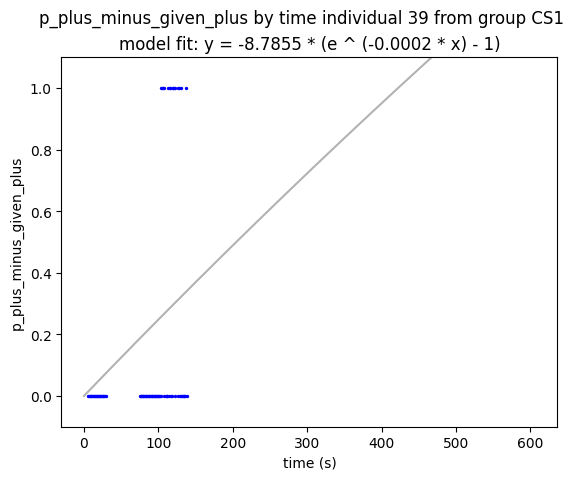 p_plus_minus_given_plus by time individual 39 from group CS1
model fit: y = -8.7855 * (e ^ (-0.0002 * x) - 1)
p_plus_minus_given_plus
1.0
0.8
0.6
0.4
0.2
0.0
0 100 200 300 400 500 600
time (s)